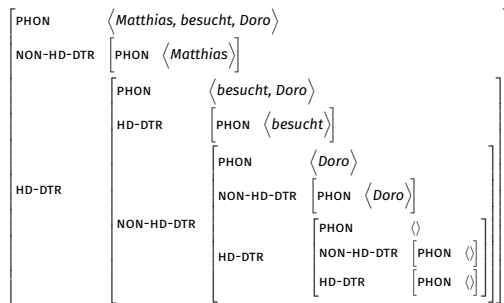 PHON ⟨Matthias, besucht, Doro⟩
NON-HD-DTR [PHON ⟨Matthias⟩]
PHON ⟨besucht, Doro⟩
HD-DTR [PHON ⟨besucht⟩]
PHON ⟨Doro⟩
NON-HD-DTR [PHON ⟨Doro⟩]
HD-DTR
NON-HD-DTR
PHON ⟨⟩
HD-DTR
NON-HD-DTR [PHON ⟨⟩]
HD-DTR [PHON ⟨⟩]